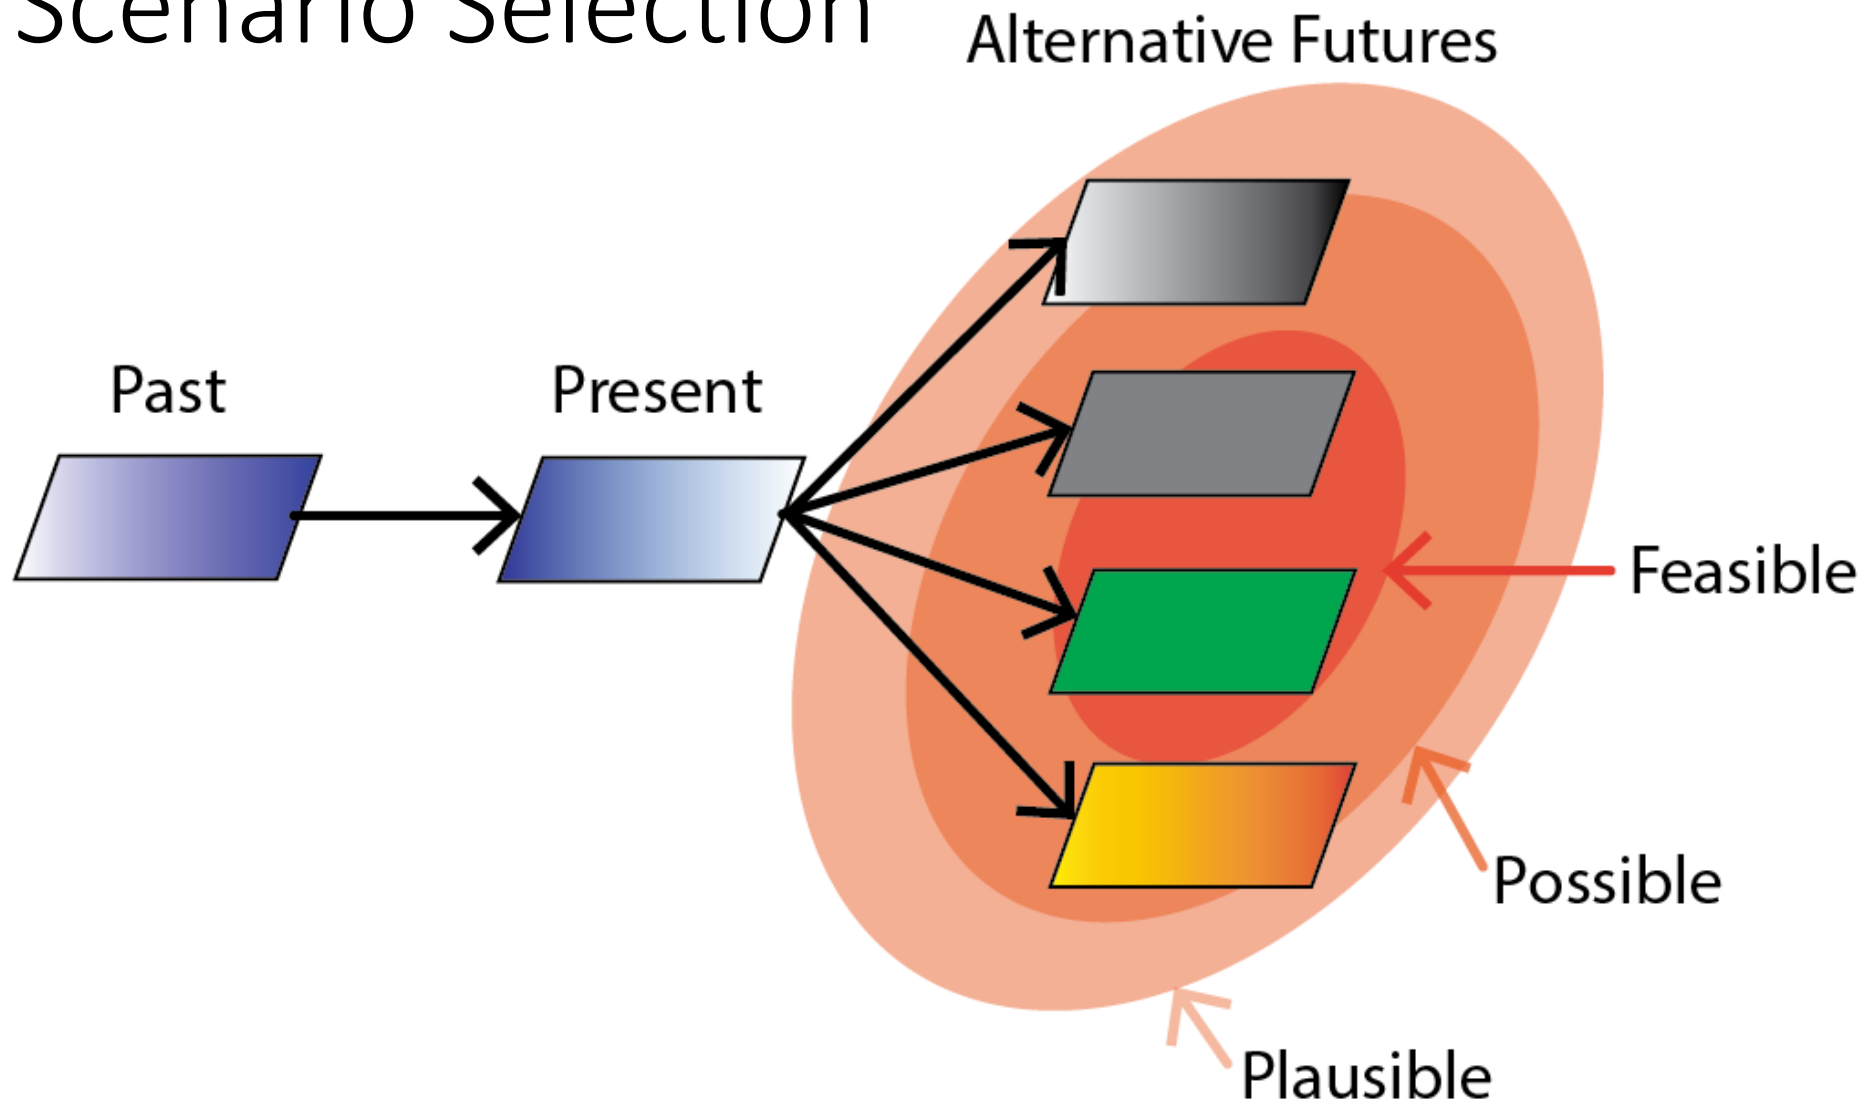 Scenario Selection
Alternative Futures
Past
Present
Feasible
Possible
Plausible